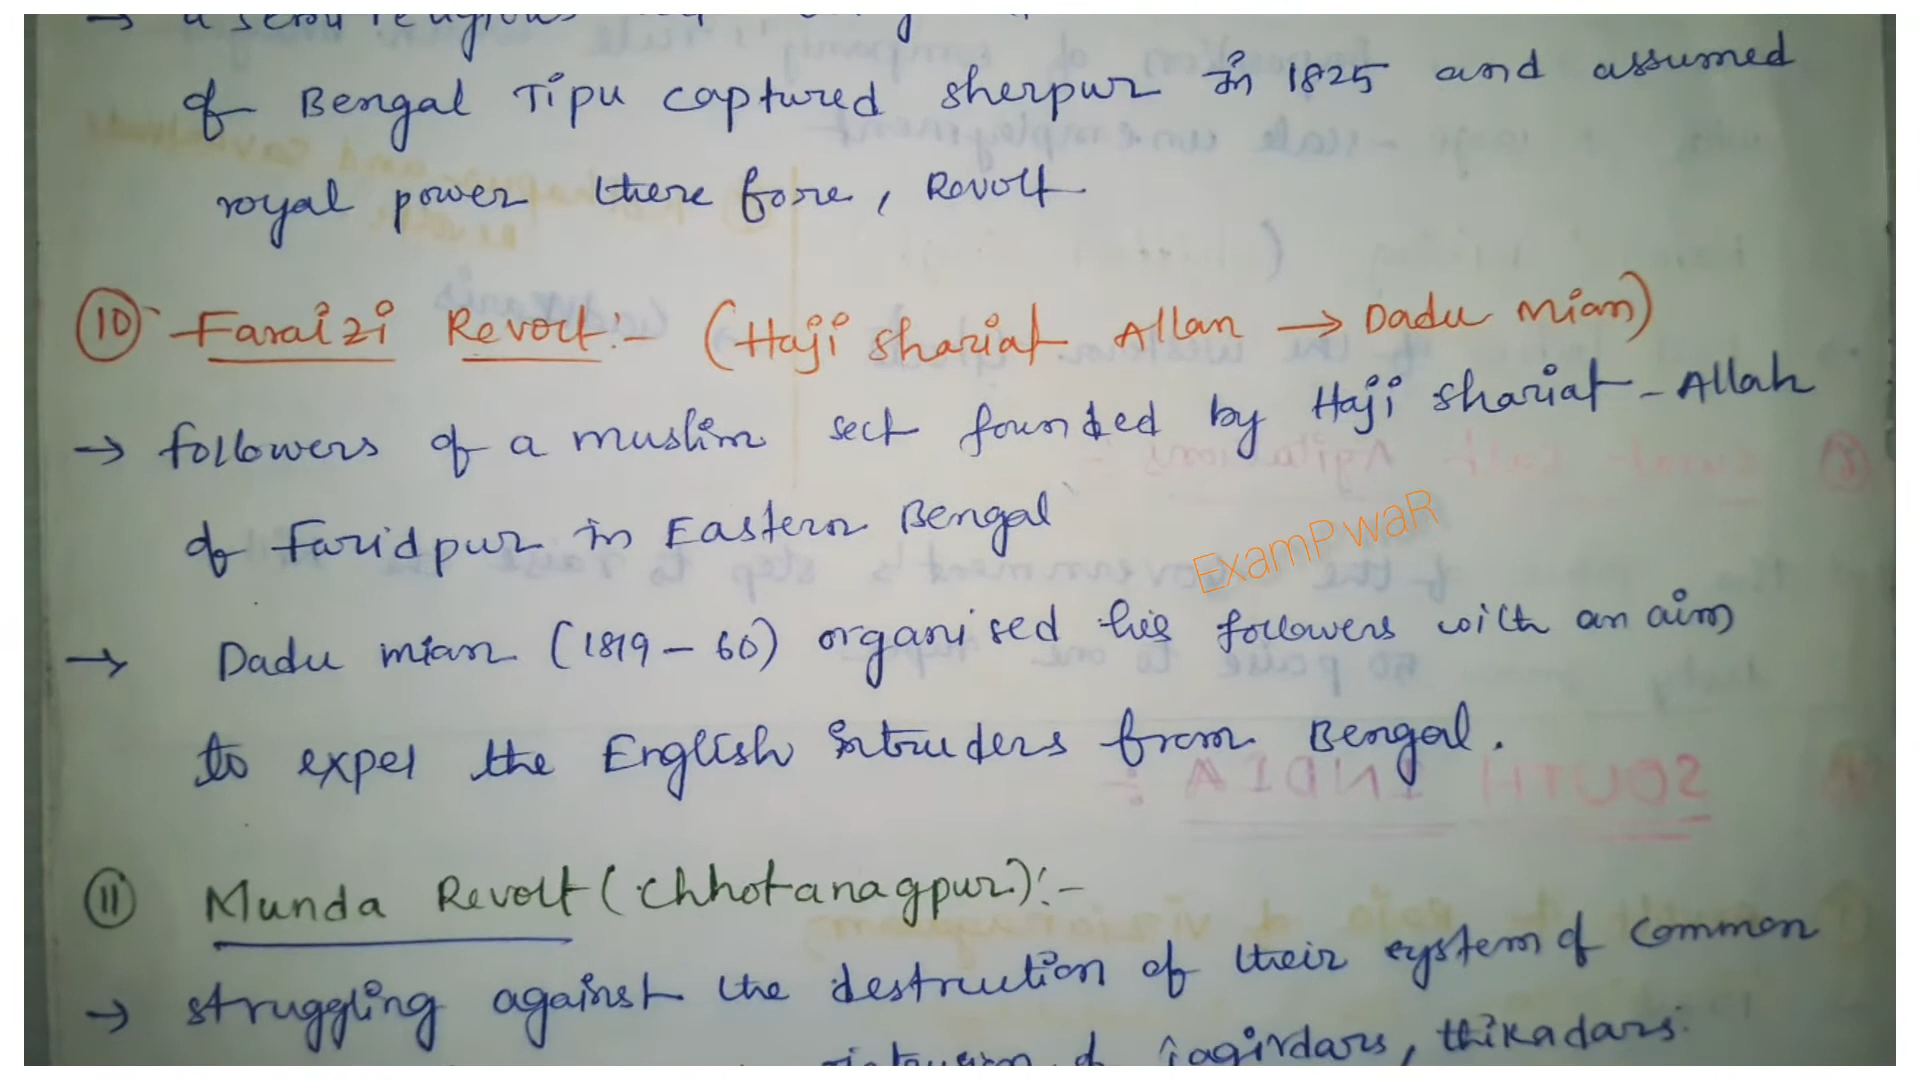 → a semi religious
of Bengal Tipu captured sherpur in 1825 and assumed
royal power there fore, Revolt
10 Faraizi Revolt:- (Haji shariat Allan → Dadu mian)
→ followers of a muslim sect founded by Haji shariat-Allah
of Faridpur in Eastern Bengal
ExamPwaR
→ Dadu mian (1819-60) organised his followers with an aim
to expel the English intruders from Bengal.
11 Munda Revolt (Chhotanagpur):-
→ struggling against the destruction of their system of common
of jagirdars, thikadars